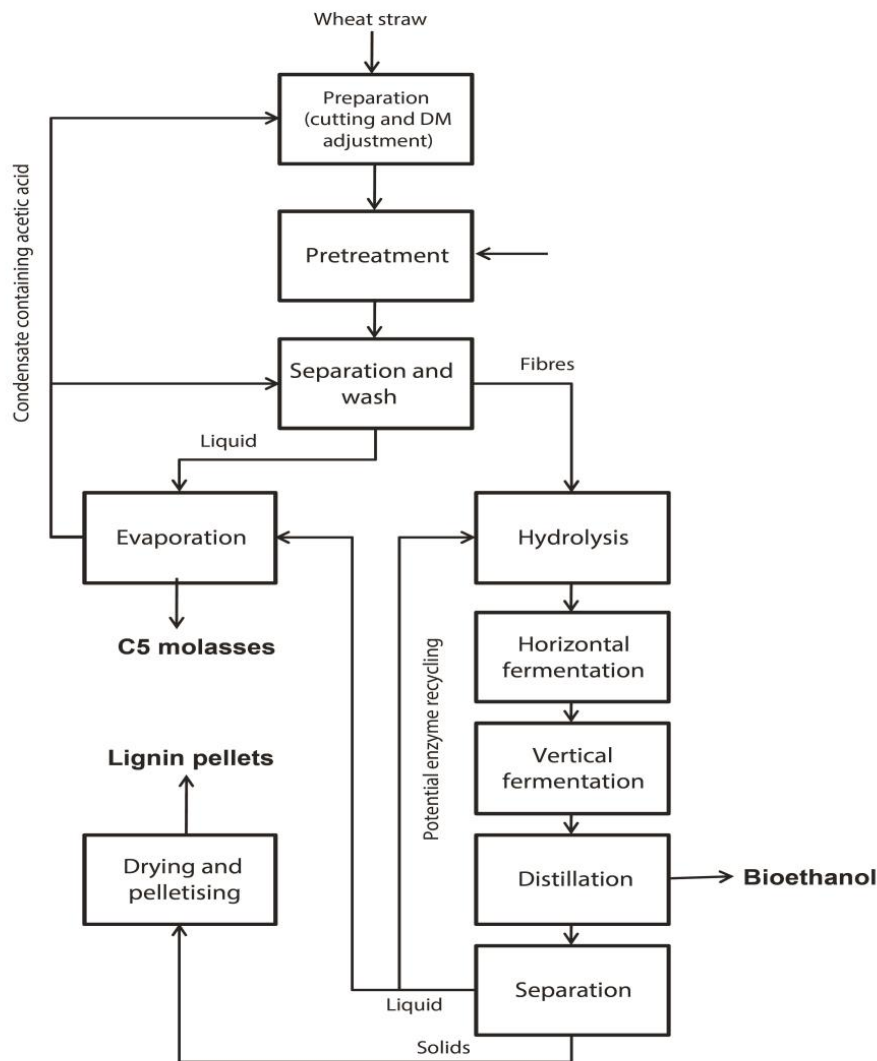 Wheat straw
Preparation
(cutting and DM
adjustment)
Condensate containing acetic acid
Pretreatment
Separation and
wash
Fibres
Liquid
Evaporation
Hydrolysis
C5 molasses
Potential enzyme recycling
Horizontal
fermentation
Vertical
fermentation
Lignin pellets
Drying and
pelletising
Distillation
Bioethanol
Separation
Liquid
Solids